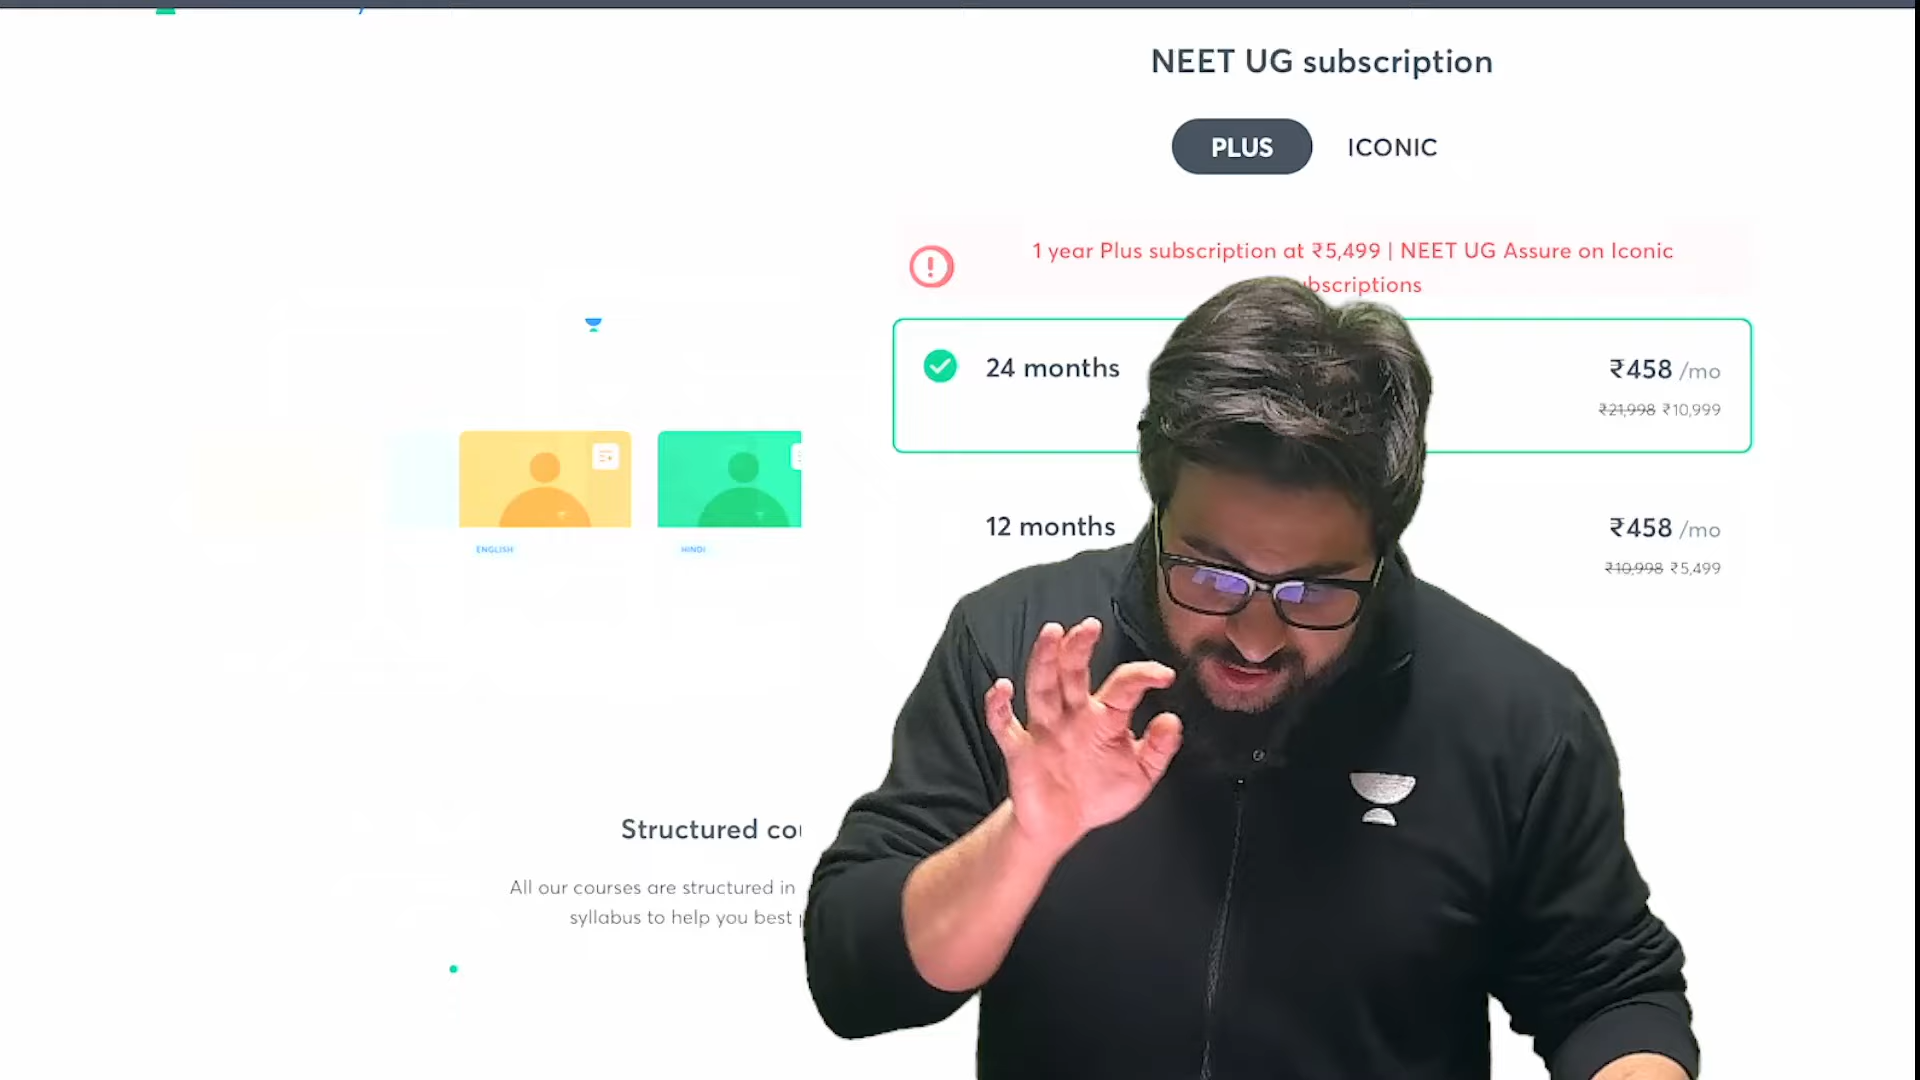 NEET UG subscription
PLUS
ICONIC
1 year Plus subscription at ₹5,499 | NEET UG Assure on Iconic
bscriptions
24 months
₹458 /mo
₹21,998 ₹10,999
12 months
₹458 /mo
₹10,998 ₹5,499
ENGLISH
HINDI
Structured co
All our courses are structured in
syllabus to help you best